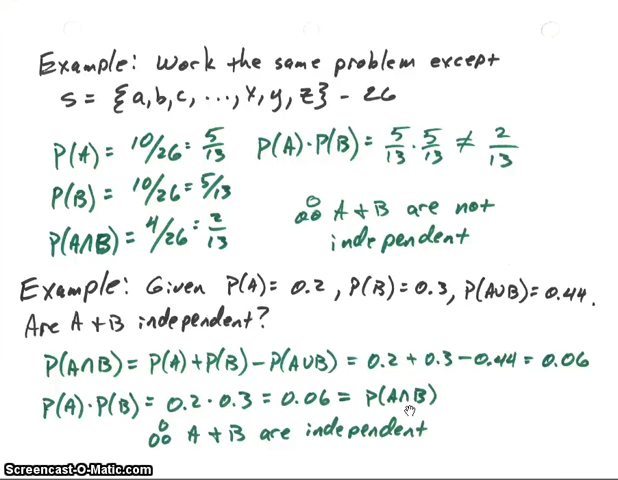 Example: Work the same problem except
S = {a, b, c, ..., x, y, z} - 26
P(A) = 10/26 = 5/13 P(A)·P(B) = 5/13 · 5/13 ≠ 2/13
P(B) = 10/26 = 5/13
∴ A + B are not
P(A∩B) = 4/26 = 2/13
independent
Example: Given P(A) = 0.2, P(B) = 0.3, P(A∪B) = 0.44.
Are A + B independent?
P(A∩B) = P(A) + P(B) - P(A∪B) = 0.2 + 0.3 - 0.44 = 0.06
P(A)·P(B) = 0.2 · 0.3 = 0.06 = P(A∩B)
∴ A + B are independent
Screencast-O-Matic.com